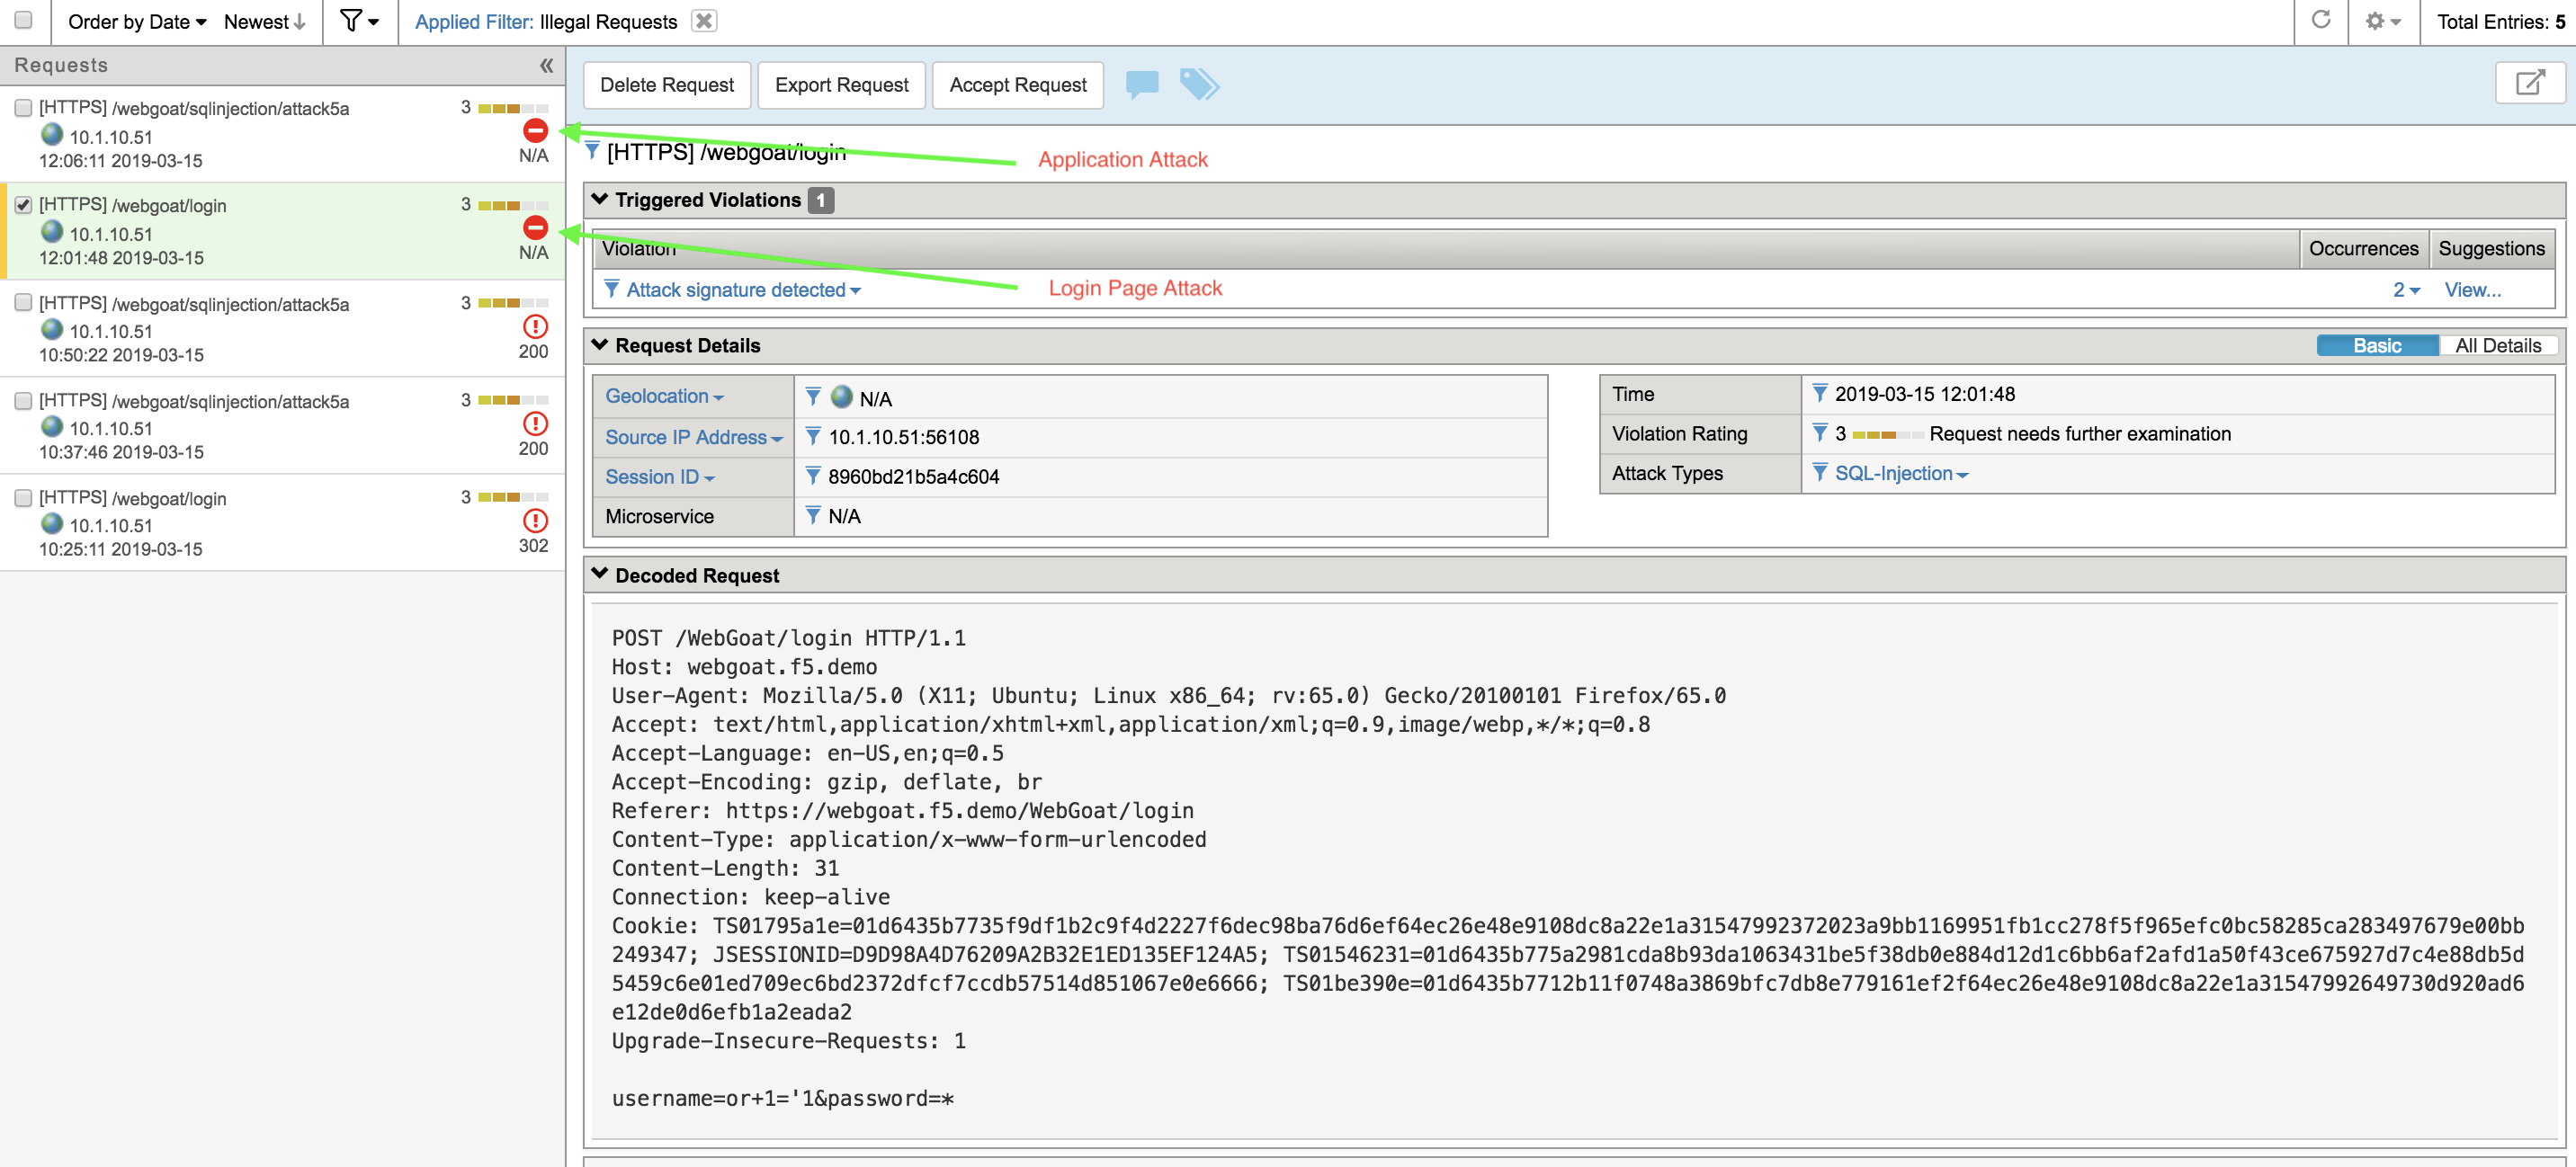 Order by Date Newest Applied Filter: Illegal Requests Total Entries: 5
Requests
[HTTPS] /webgoat/sqlinjection/attack5a 3
10.1.10.51
12:06:11 2019-03-15 N/A
[HTTPS] /webgoat/login 3
10.1.10.51
12:01:48 2019-03-15 N/A
[HTTPS] /webgoat/sqlinjection/attack5a 3
10.1.10.51
10:50:22 2019-03-15 200
[HTTPS] /webgoat/sqlinjection/attack5a 3
10.1.10.51
10:37:46 2019-03-15 200
[HTTPS] /webgoat/login 3
10.1.10.51
10:25:11 2019-03-15 302
Delete Request Export Request Accept Request
[HTTPS] /webgoat/login
Application Attack
Triggered Violations 1
Violation Occurrences Suggestions
Attack signature detected 2 View...
Login Page Attack
Request Details Basic All Details
Geolocation N/A
Source IP Address 10.1.10.51:56108
Session ID 8960bd21b5a4c604
Microservice N/A
Time 2019-03-15 12:01:48
Violation Rating 3 Request needs further examination
Attack Types SQL-Injection
Decoded Request
POST /WebGoat/login HTTP/1.1
Host: webgoat.f5.demo
User-Agent: Mozilla/5.0 (X11; Ubuntu; Linux x86_64; rv:65.0) Gecko/20100101 Firefox/65.0
Accept: text/html,application/xhtml+xml,application/xml;q=0.9,image/webp,*/*;q=0.8
Accept-Language: en-US,en;q=0.5
Accept-Encoding: gzip, deflate, br
Referer: https://webgoat.f5.demo/WebGoat/login
Content-Type: application/x-www-form-urlencoded
Content-Length: 31
Connection: keep-alive
Cookie: TS01795a1e=01d6435b7735f9df1b2c9f4d2227f6dec98ba76d6ef64ec26e48e9108dc8a22e1a31547992372023a9bb1169951fb1cc278f5f965efc0bc58285ca283497679e00bb
249347; JSESSIONID=D9D98A4D76209A2B32E1ED135EF124A5; TS01546231=01d6435b775a2981cda8b93da1063431be5f38db0e884d12d1c6bb6af2afd1a50f43ce675927d7c4e88db5d
5459c6e01ed709ec6bd2372dfcf7ccdb57514d851067e0e6666; TS01be390e=01d6435b7712b11f0748a3869bfc7db8e779161ef2f64ec26e48e9108dc8a22e1a31547992649730d920ad6
e12de0d6efb1a2eada2
Upgrade-Insecure-Requests: 1
username=or+1='1&password=*